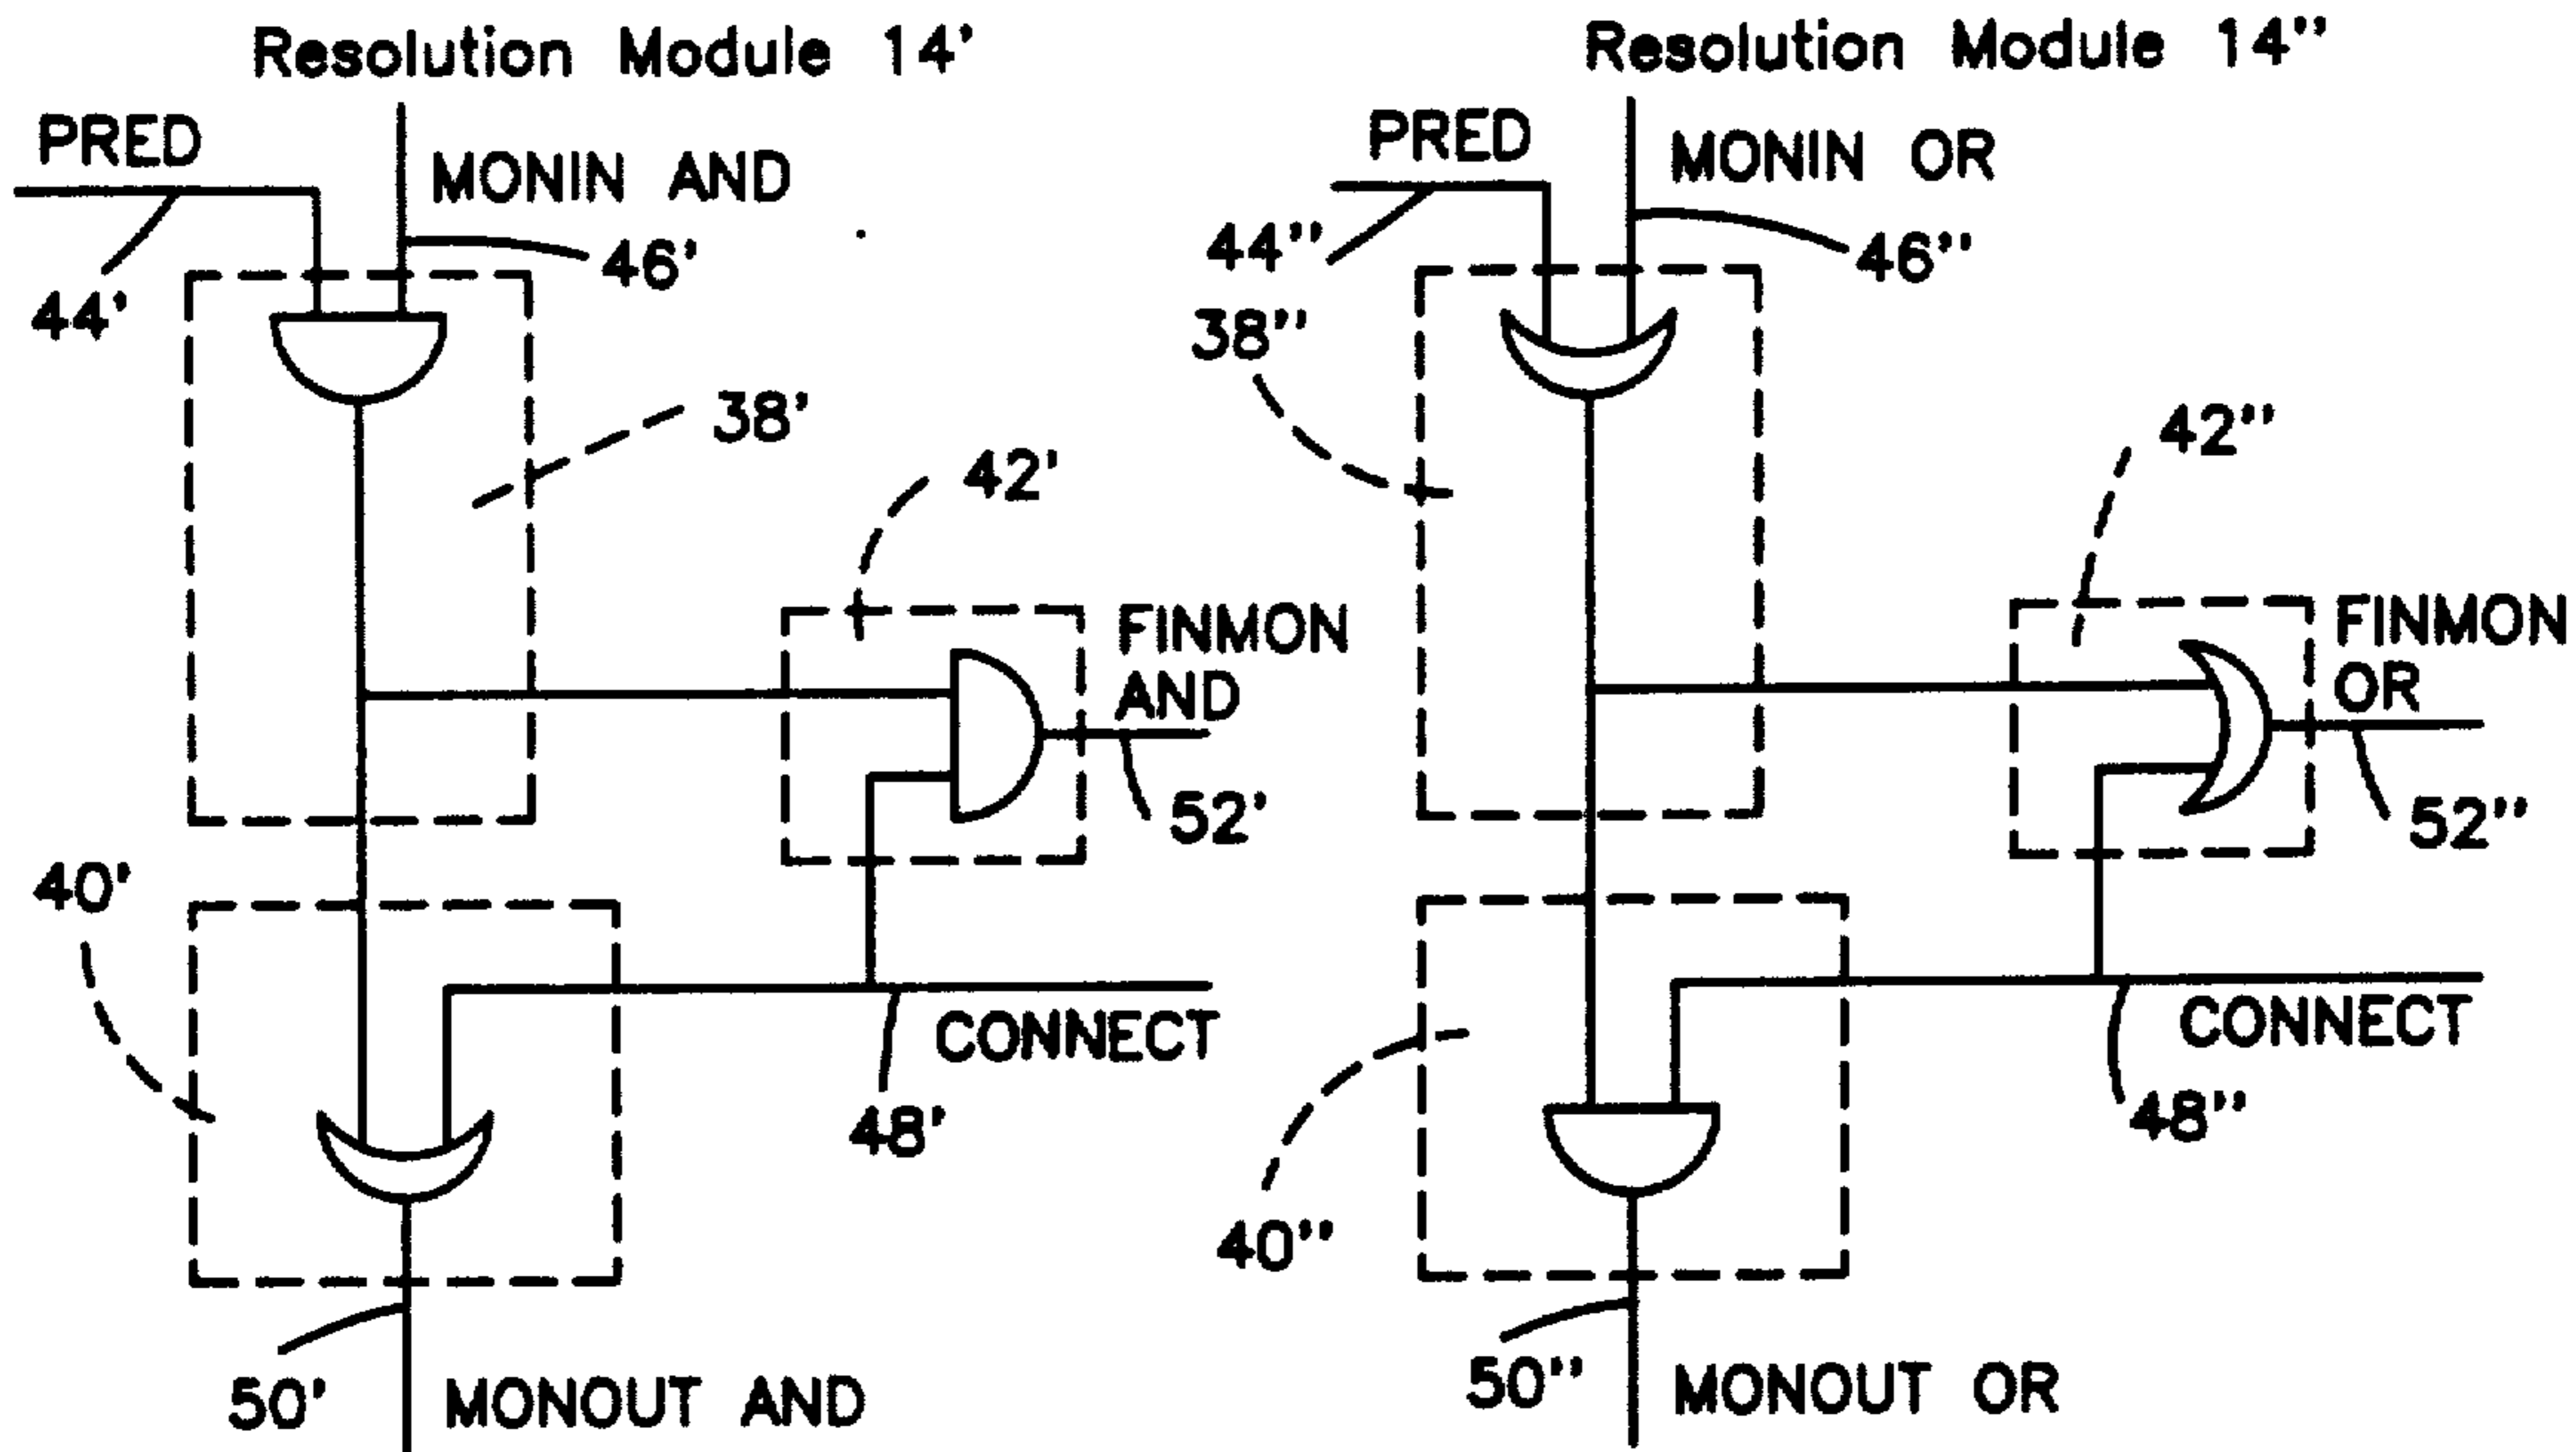 Resolution Module 14'
PRED
MONIN AND
44'
46'
38'
42'
FINMON
AND
52'
40'
CONNECT
48'
50'
MONOUT AND
Resolution Module 14"
PRED
MONIN OR
44"
46"
38"
42"
FINMON
OR
52"
CONNECT
48"
40"
50"
MONOUT OR